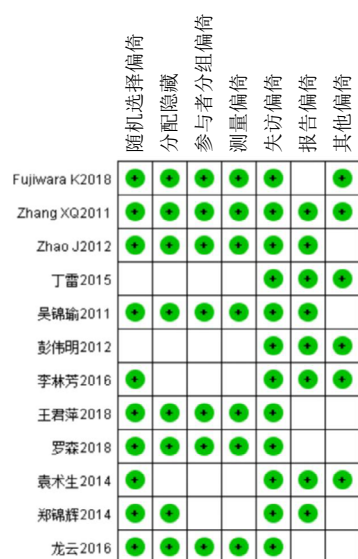 随机选择偏倚
分配隐藏
参与者分组偏倚
测量偏倚
失访偏倚
报告偏倚
其他偏倚
Fujiwara K2018
Zhang XQ2011
Zhao J2012
丁雷2015
吴锦瑜2011
彭伟明2012
李林芳2016
王君萍2018
罗森2018
袁术生2014
郑锦辉2014
龙云2016